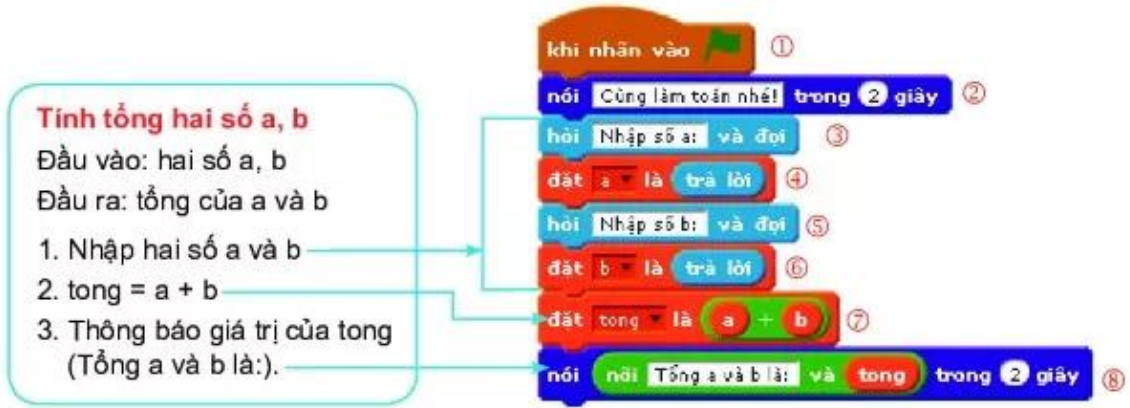 Tính tổng hai số a, b
Đầu vào: hai số a, b
Đầu ra: tổng của a và b
1. Nhập hai số a và b
2. tong = a + b
3. Thông báo giá trị của tong
(Tổng a và b là:).
khi nhấn vào ①
nói Cùng làm toán nhé! trong 2 giây ②
hỏi Nhập số a: và đợi ③
đặt a là trả lời ④
hỏi Nhập số b: và đợi ⑤
đặt b là trả lời ⑥
đặt tong là a + b ⑦
nói nối Tổng a và b là: và tong trong 2 giây ⑧